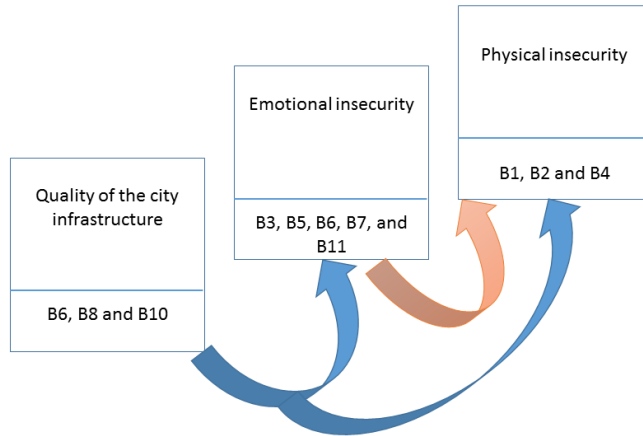 Quality of the city
infrastructure
B6, B8 and B10
Emotional insecurity
B3, B5, B6, B7, and
B11
Physical insecurity
B1, B2 and B4